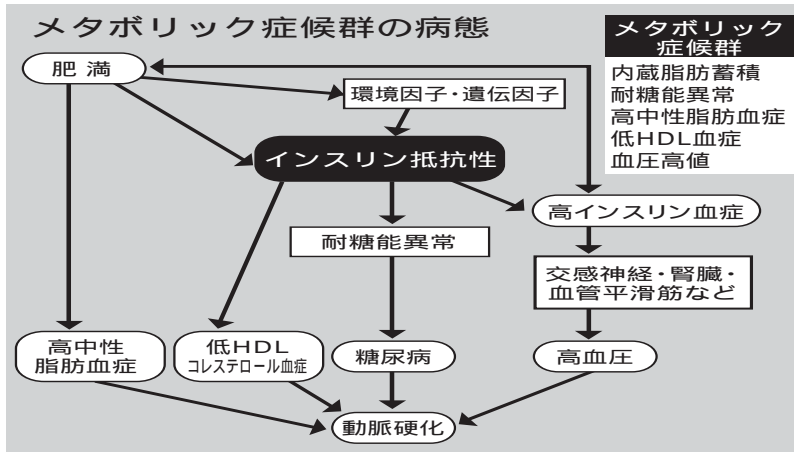 メタボリック症候群の病態
メタボリック
症候群
内蔵脂肪蓄積
耐糖能異常
高中性脂肪血症
低HDL血症
血圧高値
肥満
環境因子・遺伝因子
インスリン抵抗性
高インスリン血症
耐糖能異常
交感神経・腎臓・
血管平滑筋など
高中性
脂肪血症
低HDL
コレステロール血症
糖尿病
高血圧
動脈硬化